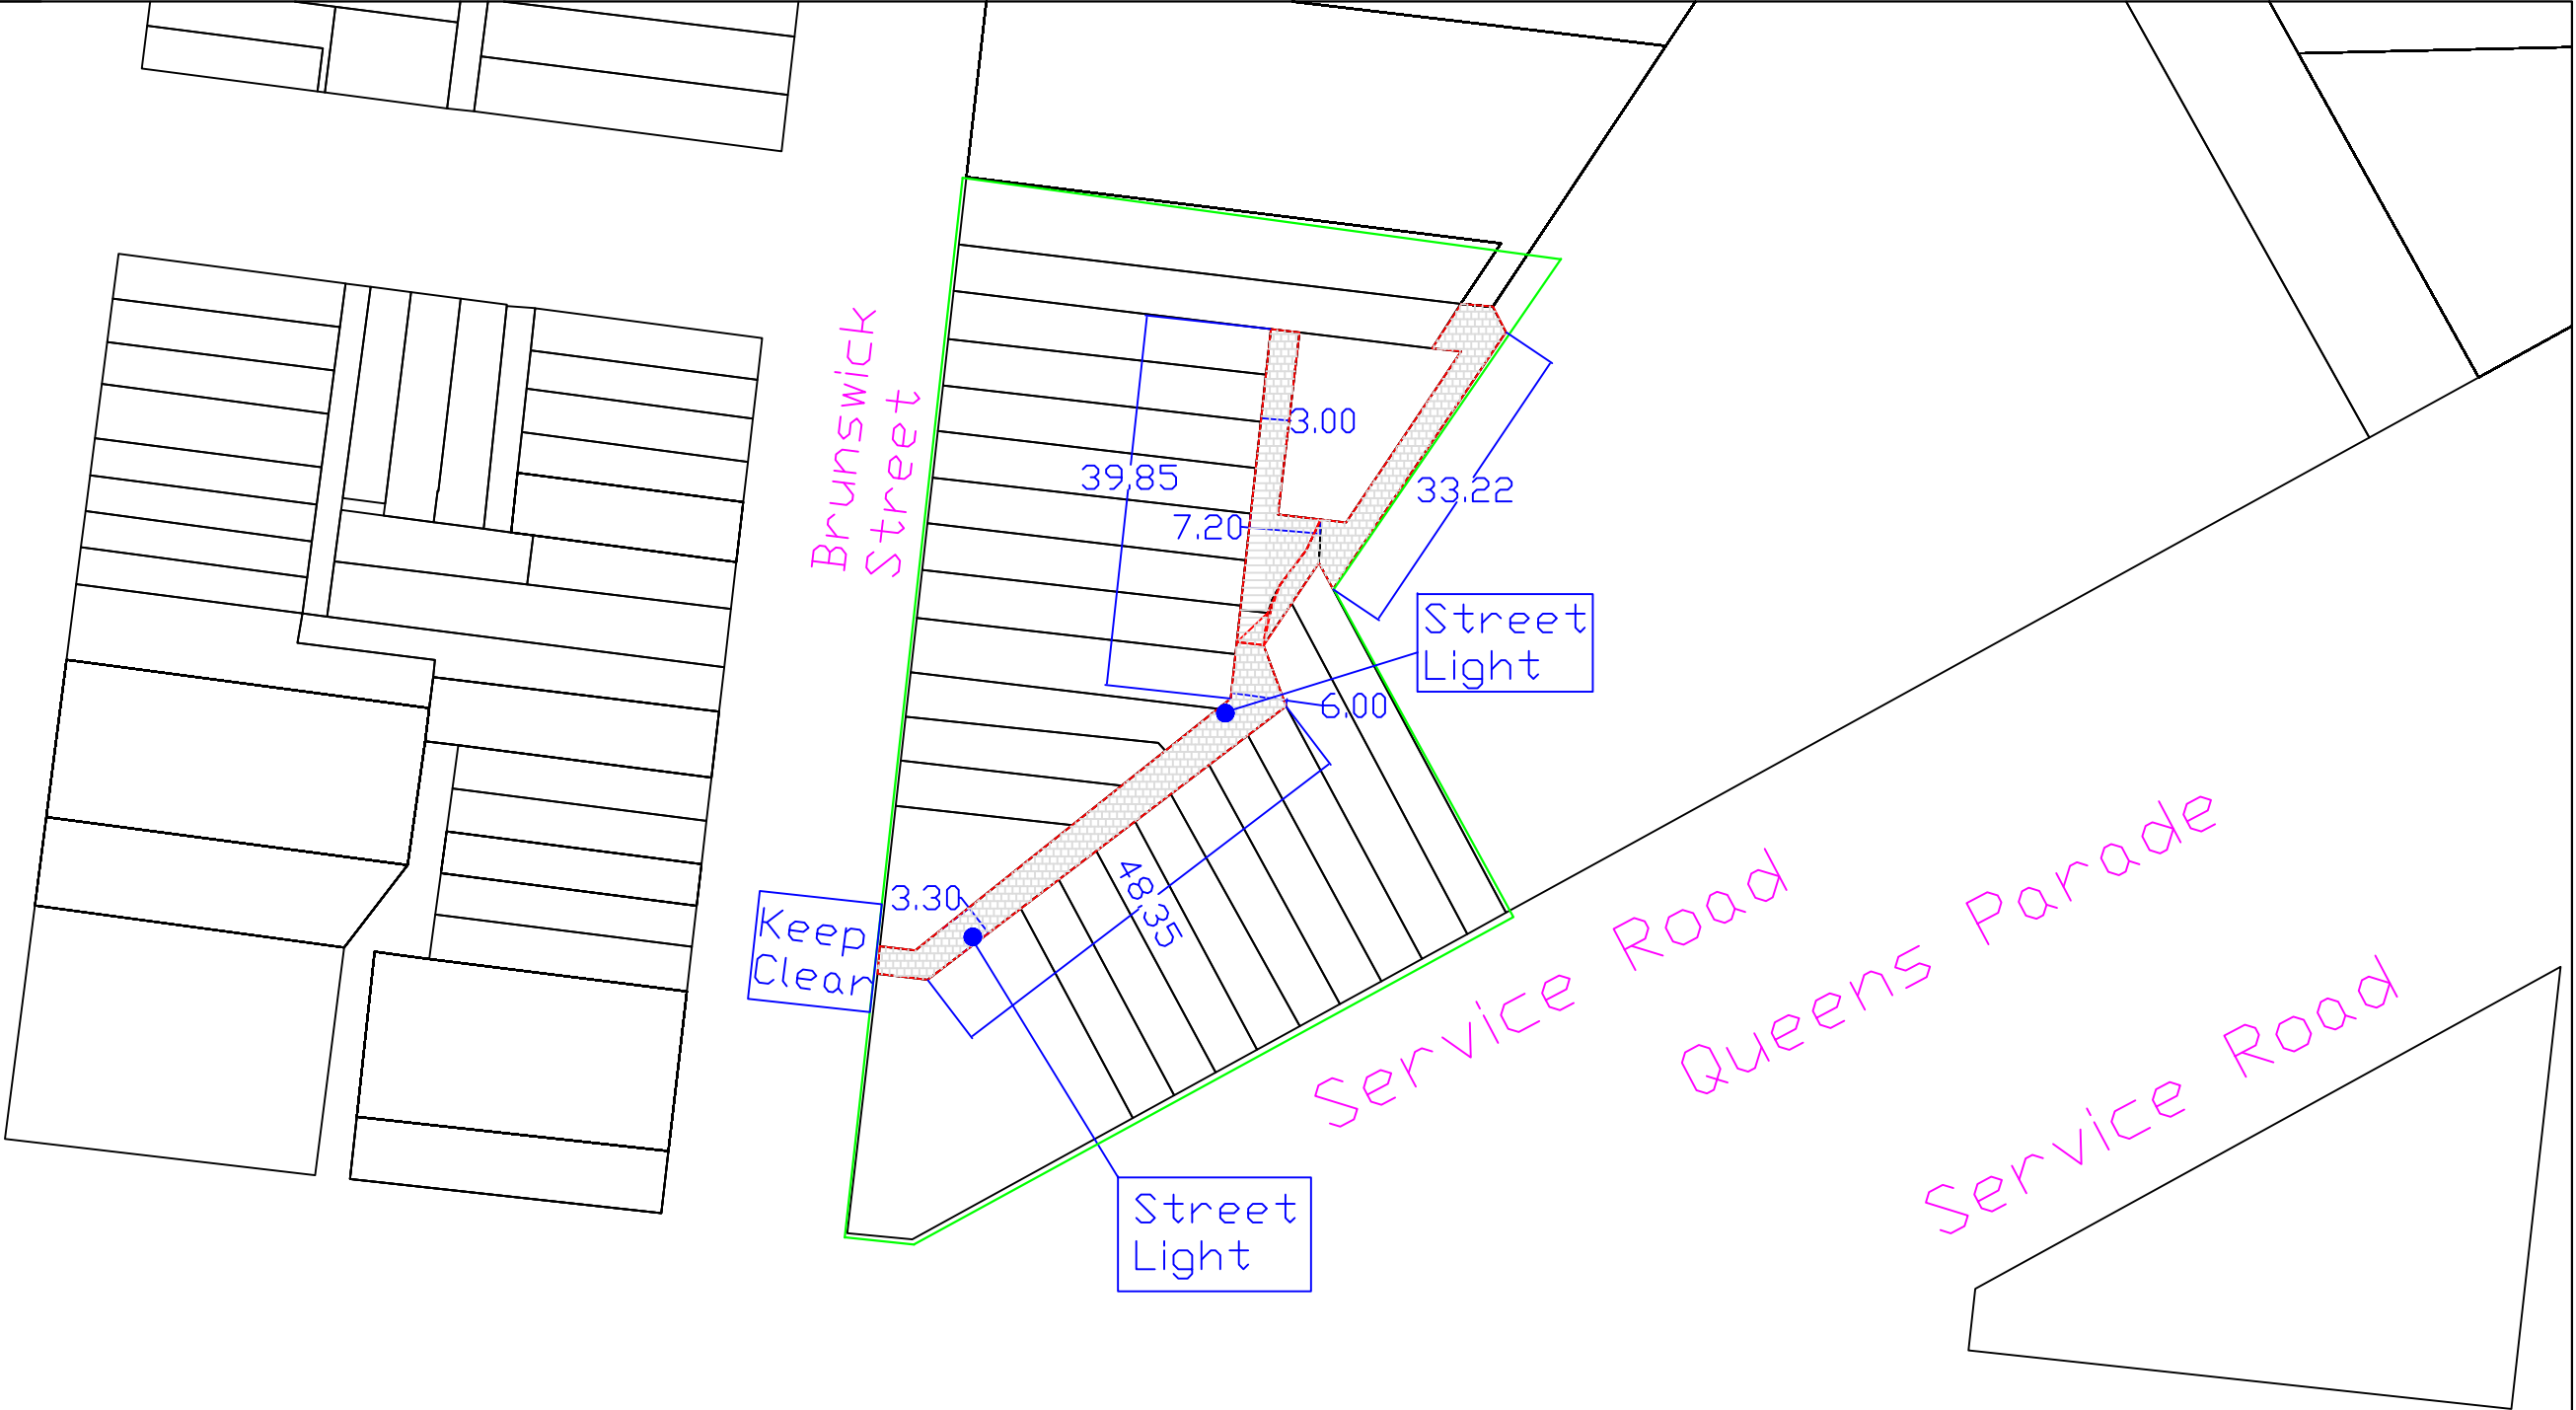 Brunswick
Street
3.00
39.85
33.22
7.20
Street
Light
6.00
48.35
3.30
Keep
Clear
Service Road
Queens Parade
Service Road
Street
Light